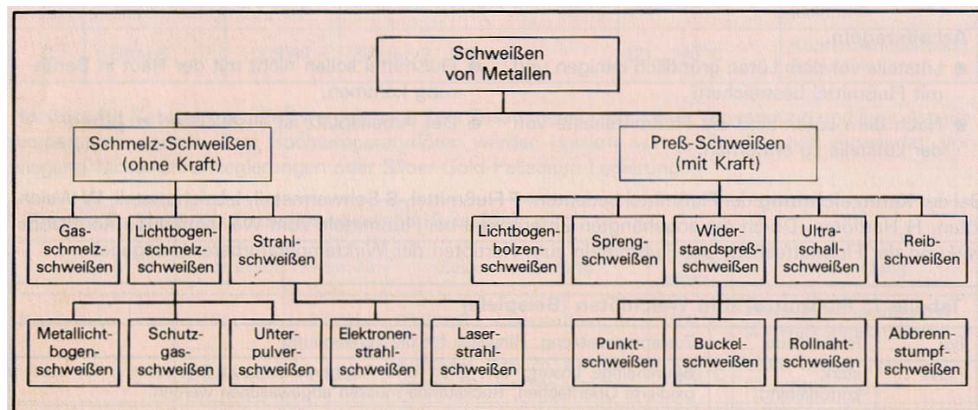 Schweißen
von Metallen
Schmelz-Schweißen
(ohne Kraft)
Preß-Schweißen
(mit Kraft)
Gas-
schmelz-
schweißen
Lichtbogen-
schmelz-
schweißen
Strahl-
schweißen
Lichtbogen-
bolzen-
schweißen
Spreng-
schweißen
Wider-
standspreß-
schweißen
Ultra-
schall-
schweißen
Reib-
schweißen
Metallicht-
bogen-
schweißen
Schutz-
gas-
schweißen
Unter-
pulver-
schweißen
Elektronen-
strahl-
schweißen
Laser-
strahl-
schweißen
Punkt-
schweißen
Buckel-
schweißen
Rollnaht-
schweißen
Abbrenn-
stumpf-
schweißen